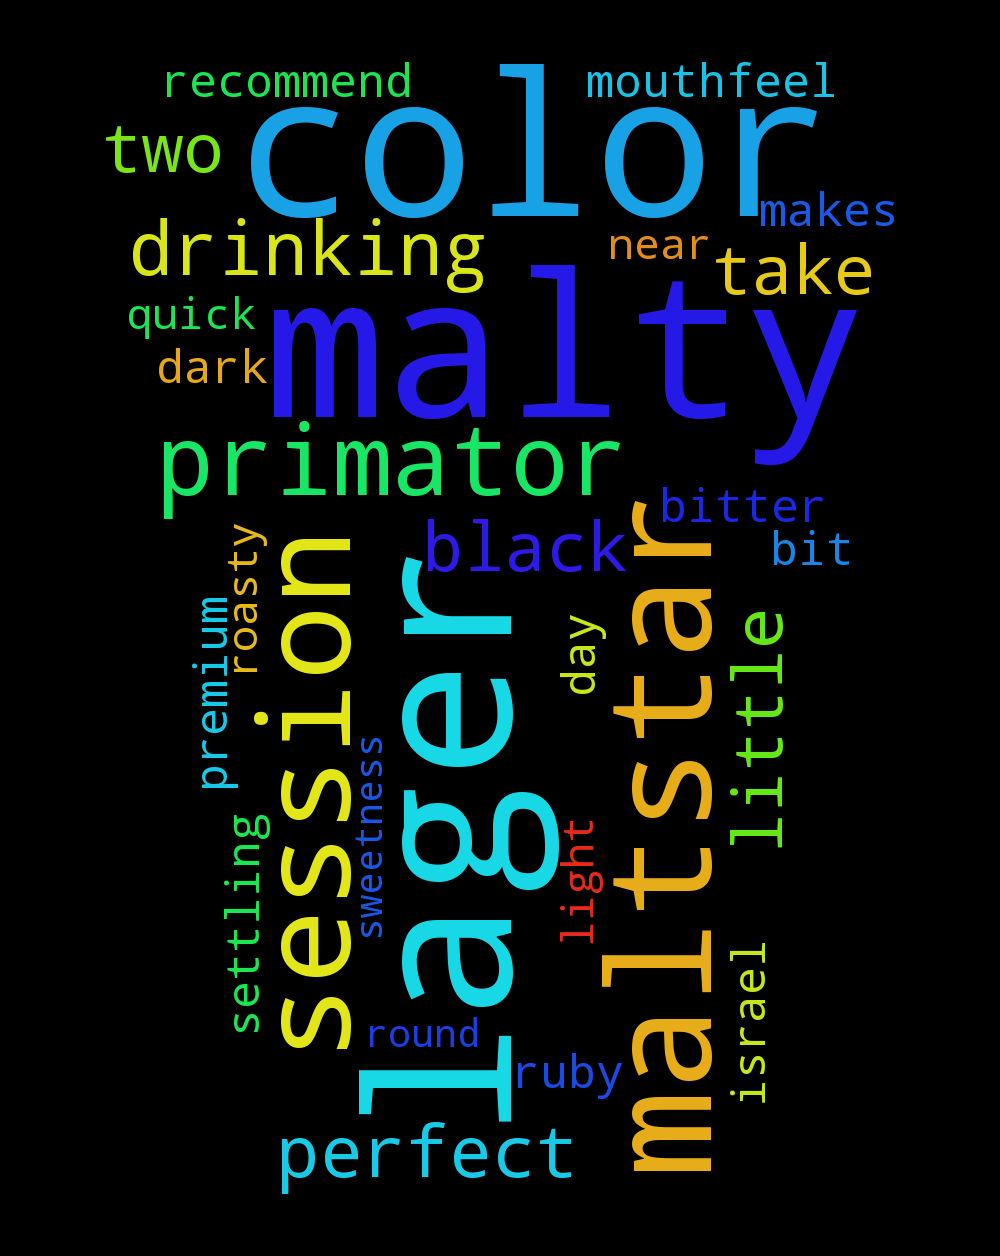 recommend
mouthfeel
color
two
makes
drinking
near
take
malty
quick
dark
primator
bitter
black
bit
roasty
session
premium
lager
day
maltstar
little
sweetness
settling
light
israel
round
ruby
perfect